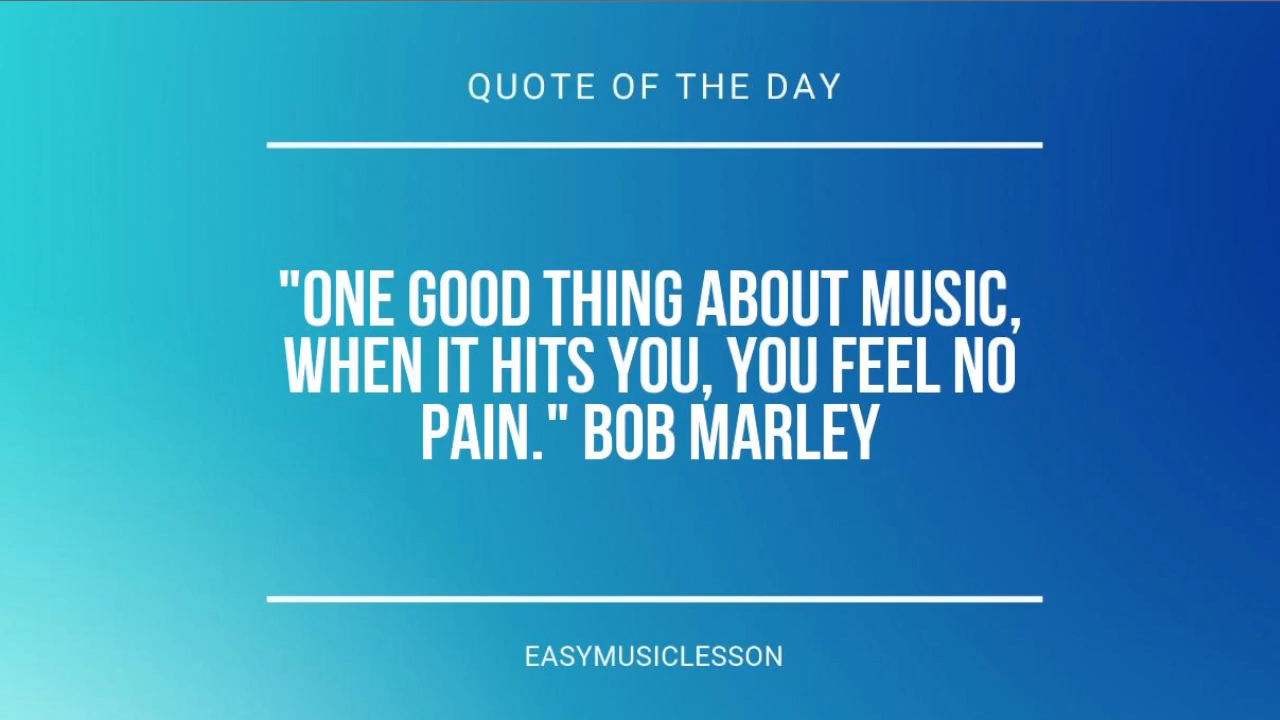 QUOTE OF THE DAY
"ONE GOOD THING ABOUT MUSIC,
WHEN IT HITS YOU, YOU FEEL NO
PAIN." BOB MARLEY
EASYMUSICLESSON